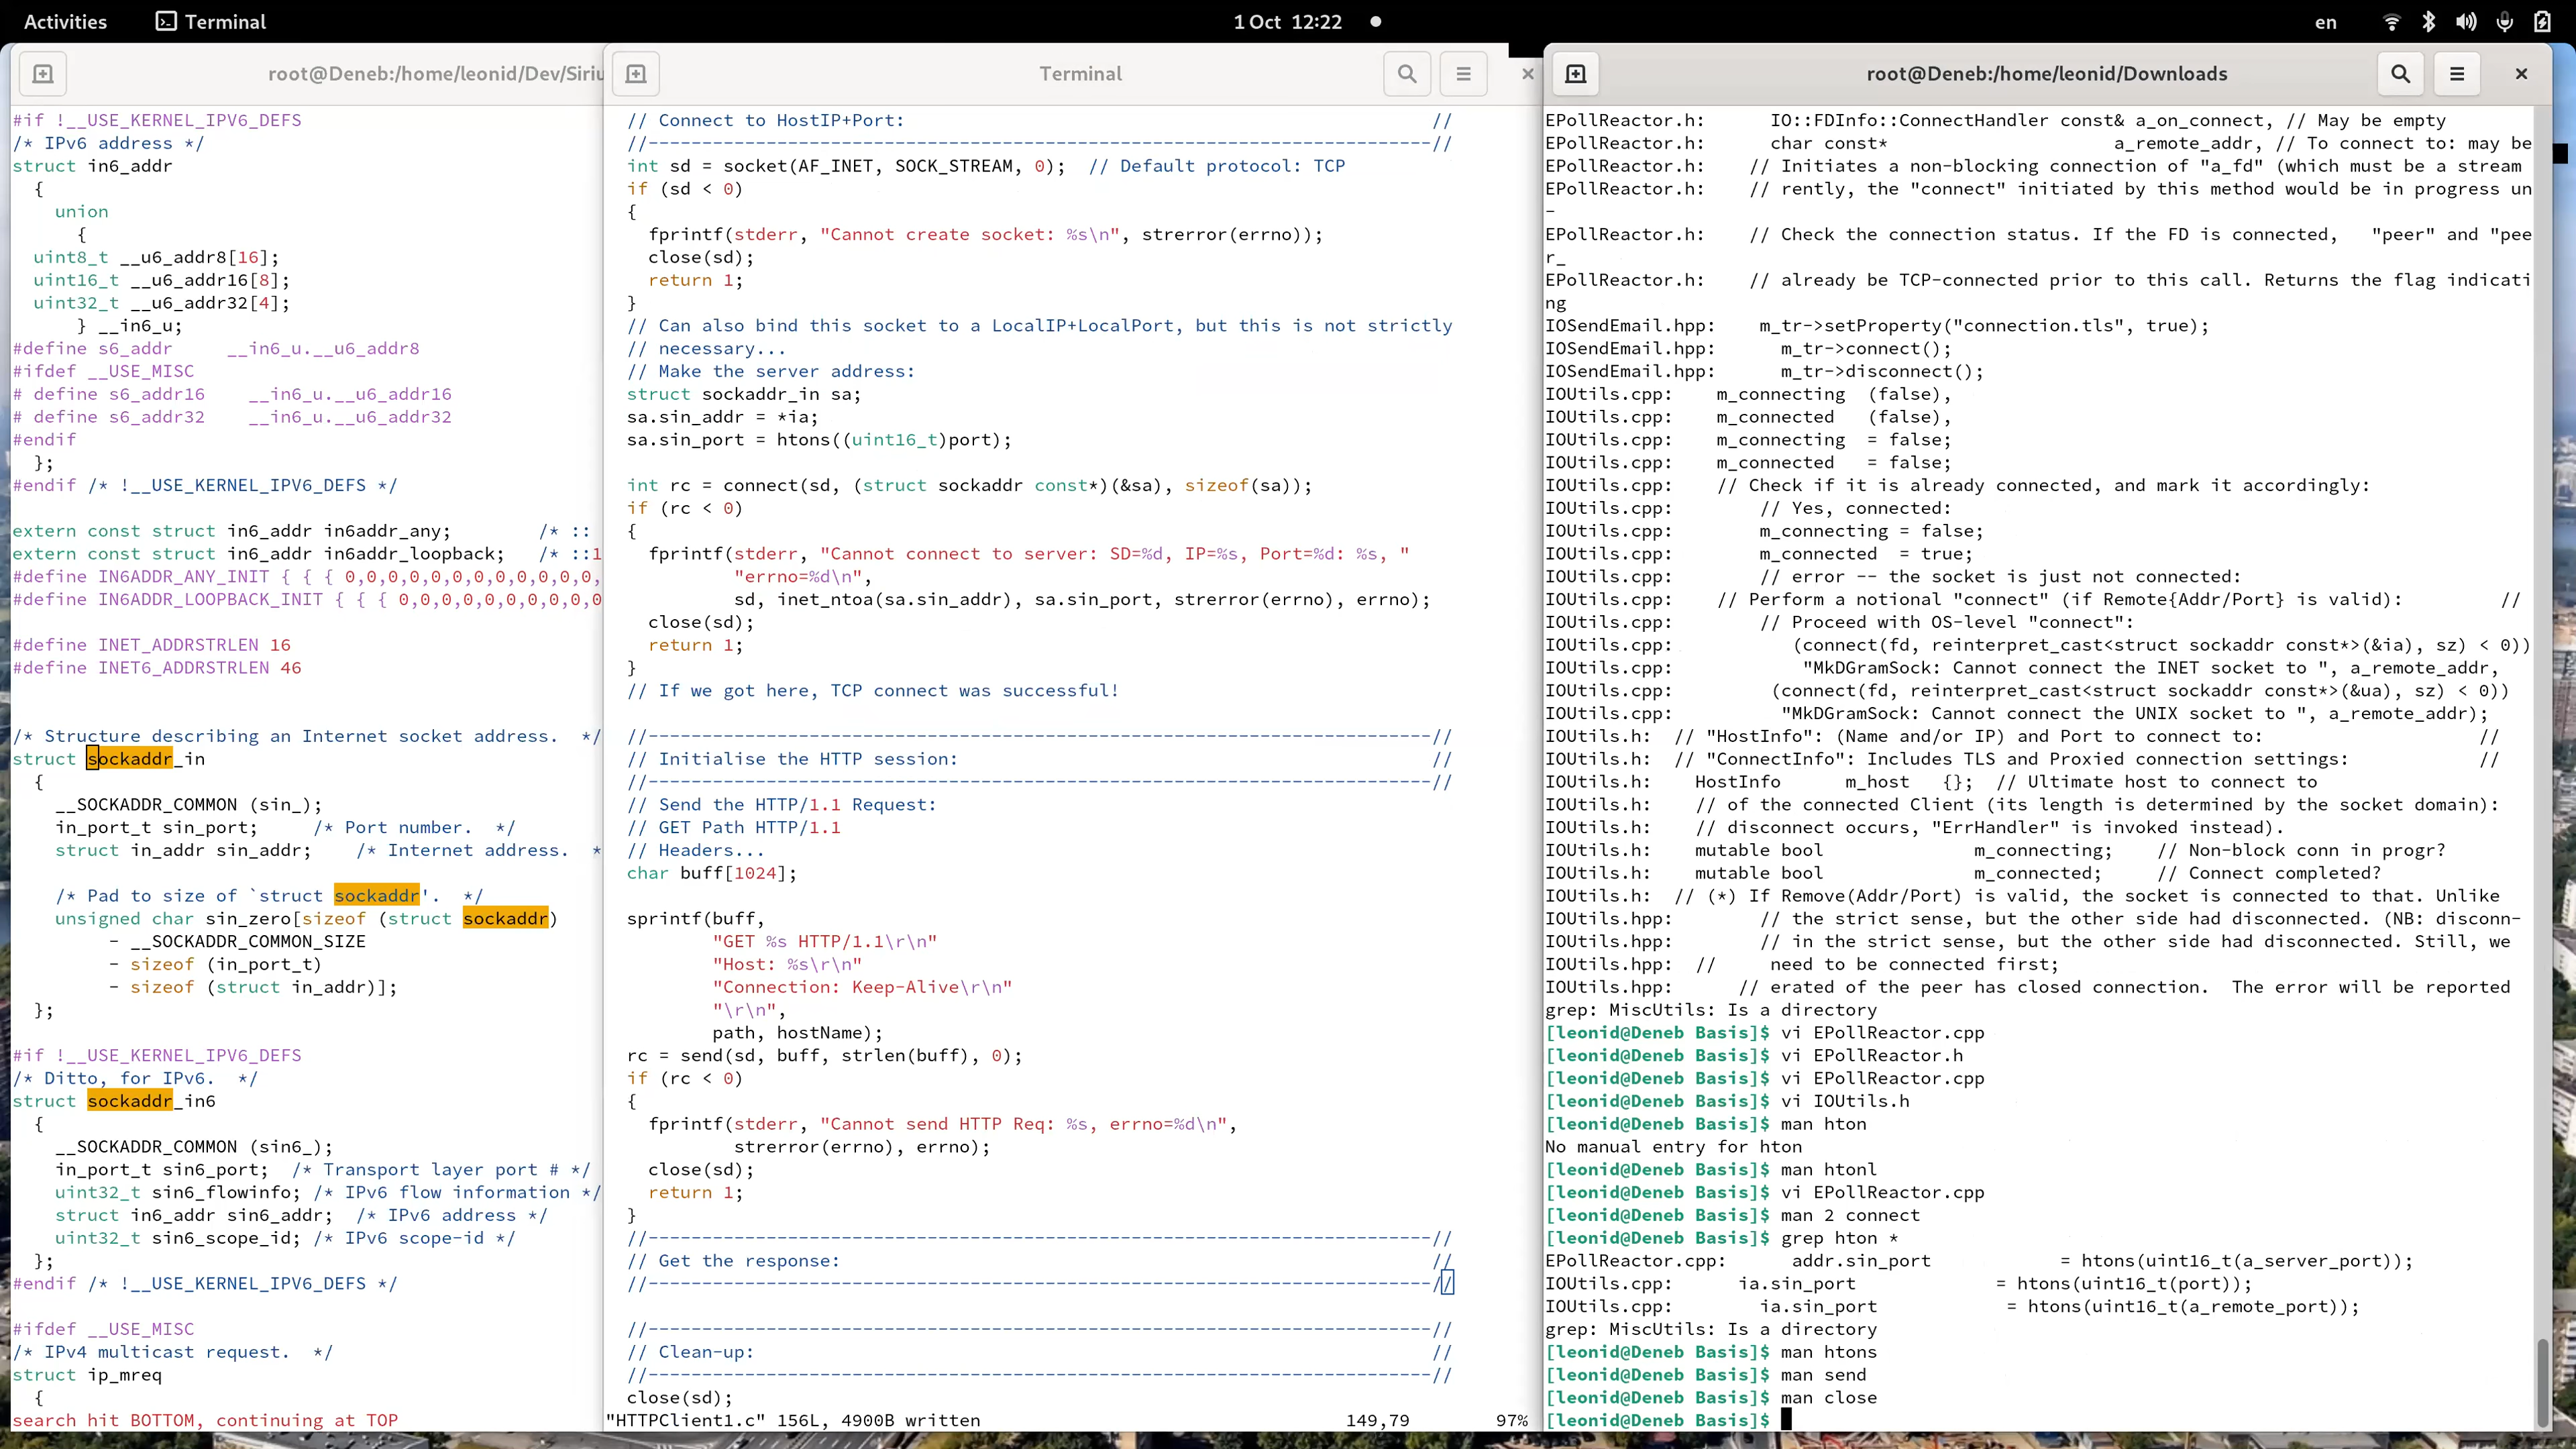 Activities
Terminal
1 Oct 12:22
en
root@Deneb:/home/leonid/Dev/Siriu
#if !__USE_KERNEL_IPV6_DEFS
/* IPv6 address */
struct in6_addr
{
union
{
uint8_t __u6_addr8[16];
uint16_t __u6_addr16[8];
uint32_t __u6_addr32[4];
} __in6_u;
#define s6_addr __in6_u.__u6_addr8
#ifdef __USE_MISC
# define s6_addr16 __in6_u.__u6_addr16
# define s6_addr32 __in6_u.__u6_addr32
#endif
};
#endif /* !__USE_KERNEL_IPV6_DEFS */
extern const struct in6_addr in6addr_any; /* ::
extern const struct in6_addr in6addr_loopback; /* ::1
#define IN6ADDR_ANY_INIT { { { 0,0,0,0,0,0,0,0,0,0,0,0,
#define IN6ADDR_LOOPBACK_INIT { { { 0,0,0,0,0,0,0,0,0,0
#define INET_ADDRSTRLEN 16
#define INET6_ADDRSTRLEN 46
/* Structure describing an Internet socket address. */
struct sockaddr_in
{
__SOCKADDR_COMMON (sin_);
in_port_t sin_port; /* Port number. */
struct in_addr sin_addr; /* Internet address. *
/* Pad to size of `struct sockaddr'. */
unsigned char sin_zero[sizeof (struct sockaddr)
- __SOCKADDR_COMMON_SIZE
- sizeof (in_port_t)
- sizeof (struct in_addr)];
};
#if !__USE_KERNEL_IPV6_DEFS
/* Ditto, for IPv6. */
struct sockaddr_in6
{
__SOCKADDR_COMMON (sin6_);
in_port_t sin6_port; /* Transport layer port # */
uint32_t sin6_flowinfo; /* IPv6 flow information */
struct in6_addr sin6_addr; /* IPv6 address */
uint32_t sin6_scope_id; /* IPv6 scope-id */
};
#endif /* !__USE_KERNEL_IPV6_DEFS */
#ifdef __USE_MISC
/* IPv4 multicast request. */
struct ip_mreq
{
search hit BOTTOM, continuing at TOP
Terminal
// Connect to HostIP+Port: //
//-------------------------------------------------------------------------//
int sd = socket(AF_INET, SOCK_STREAM, 0); // Default protocol: TCP
if (sd < 0)
{
fprintf(stderr, "Cannot create socket: %s\n", strerror(errno));
close(sd);
return 1;
}
// Can also bind this socket to a LocalIP+LocalPort, but this is not strictly
// necessary...
// Make the server address:
struct sockaddr_in sa;
sa.sin_addr = *ia;
sa.sin_port = htons((uint16_t)port);
int rc = connect(sd, (struct sockaddr const*)(&sa), sizeof(sa));
if (rc < 0)
{
fprintf(stderr, "Cannot connect to server: SD=%d, IP=%s, Port=%d: %s, "
"errno=%d\n",
sd, inet_ntoa(sa.sin_addr), sa.sin_port, strerror(errno), errno);
close(sd);
return 1;
}
// If we got here, TCP connect was successful!
//-------------------------------------------------------------------------//
// Initialise the HTTP session: //
//-------------------------------------------------------------------------//
// Send the HTTP/1.1 Request:
// GET Path HTTP/1.1
// Headers...
char buff[1024];
sprintf(buff,
"GET %s HTTP/1.1\r\n"
"Host: %s\r\n"
"Connection: Keep-Alive\r\n"
"\r\n",
path, hostName);
rc = send(sd, buff, strlen(buff), 0);
if (rc < 0)
{
fprintf(stderr, "Cannot send HTTP Req: %s, errno=%d\n",
strerror(errno), errno);
close(sd);
return 1;
}
//-------------------------------------------------------------------------//
// Get the response: //
//-------------------------------------------------------------------------//
//-------------------------------------------------------------------------//
// Clean-up: //
//-------------------------------------------------------------------------//
close(sd);
"HTTPClient1.c" 156L, 4900B written 149,79 97%
root@Deneb:/home/leonid/Downloads
EPollReactor.h: IO::FDInfo::ConnectHandler const& a_on_connect, // May be empty
EPollReactor.h: char const* a_remote_addr, // To connect to: may be
EPollReactor.h: // Initiates a non-blocking connection of "a_fd" (which must be a stream
EPollReactor.h: // rently, the "connect" initiated by this method would be in progress un
-
EPollReactor.h: // Check the connection status. If the FD is connected, "peer" and "pee
r_
EPollReactor.h: // already be TCP-connected prior to this call. Returns the flag indicati
ng
IOSendEmail.hpp: m_tr->setProperty("connection.tls", true);
IOSendEmail.hpp: m_tr->connect();
IOSendEmail.hpp: m_tr->disconnect();
IOUtils.cpp: m_connecting (false),
IOUtils.cpp: m_connected (false),
IOUtils.cpp: m_connecting = false;
IOUtils.cpp: m_connected = false;
IOUtils.cpp: // Check if it is already connected, and mark it accordingly:
IOUtils.cpp: // Yes, connected:
IOUtils.cpp: m_connecting = false;
IOUtils.cpp: m_connected = true;
IOUtils.cpp: // error -- the socket is just not connected:
IOUtils.cpp: // Perform a notional "connect" (if Remote{Addr/Port} is valid): //
IOUtils.cpp: // Proceed with OS-level "connect":
IOUtils.cpp: (connect(fd, reinterpret_cast<struct sockaddr const*>(&ia), sz) < 0))
IOUtils.cpp: "MkDGramSock: Cannot connect the INET socket to ", a_remote_addr,
IOUtils.cpp: (connect(fd, reinterpret_cast<struct sockaddr const*>(&ua), sz) < 0))
IOUtils.cpp: "MkDGramSock: Cannot connect the UNIX socket to ", a_remote_addr);
IOUtils.h: // "HostInfo": (Name and/or IP) and Port to connect to: //
IOUtils.h: // "ConnectInfo": Includes TLS and Proxied connection settings: //
IOUtils.h: HostInfo m_host {}; // Ultimate host to connect to
IOUtils.h: // of the connected Client (its length is determined by the socket domain):
IOUtils.h: // disconnect occurs, "ErrHandler" is invoked instead).
IOUtils.h: mutable bool m_connecting; // Non-block conn in progr?
IOUtils.h: mutable bool m_connected; // Connect completed?
IOUtils.h: // (*) If Remove(Addr/Port) is valid, the socket is connected to that. Unlike
IOUtils.hpp: // the strict sense, but the other side had disconnected. (NB: disconn-
IOUtils.hpp: // in the strict sense, but the other side had disconnected. Still, we
IOUtils.hpp: // need to be connected first;
IOUtils.hpp: // erated of the peer has closed connection. The error will be reported
grep: MiscUtils: Is a directory
[leonid@Deneb Basis]$ vi EPollReactor.cpp
[leonid@Deneb Basis]$ vi EPollReactor.h
[leonid@Deneb Basis]$ vi EPollReactor.cpp
[leonid@Deneb Basis]$ vi IOUtils.h
[leonid@Deneb Basis]$ man hton
No manual entry for hton
[leonid@Deneb Basis]$ man htonl
[leonid@Deneb Basis]$ vi EPollReactor.cpp
[leonid@Deneb Basis]$ man 2 connect
[leonid@Deneb Basis]$ grep hton *
EPollReactor.cpp: addr.sin_port = htons(uint16_t(a_server_port));
IOUtils.cpp: ia.sin_port = htons(uint16_t(port));
IOUtils.cpp: ia.sin_port = htons(uint16_t(a_remote_port));
grep: MiscUtils: Is a directory
[leonid@Deneb Basis]$ man htons
[leonid@Deneb Basis]$ man send
[leonid@Deneb Basis]$ man close
[leonid@Deneb Basis]$